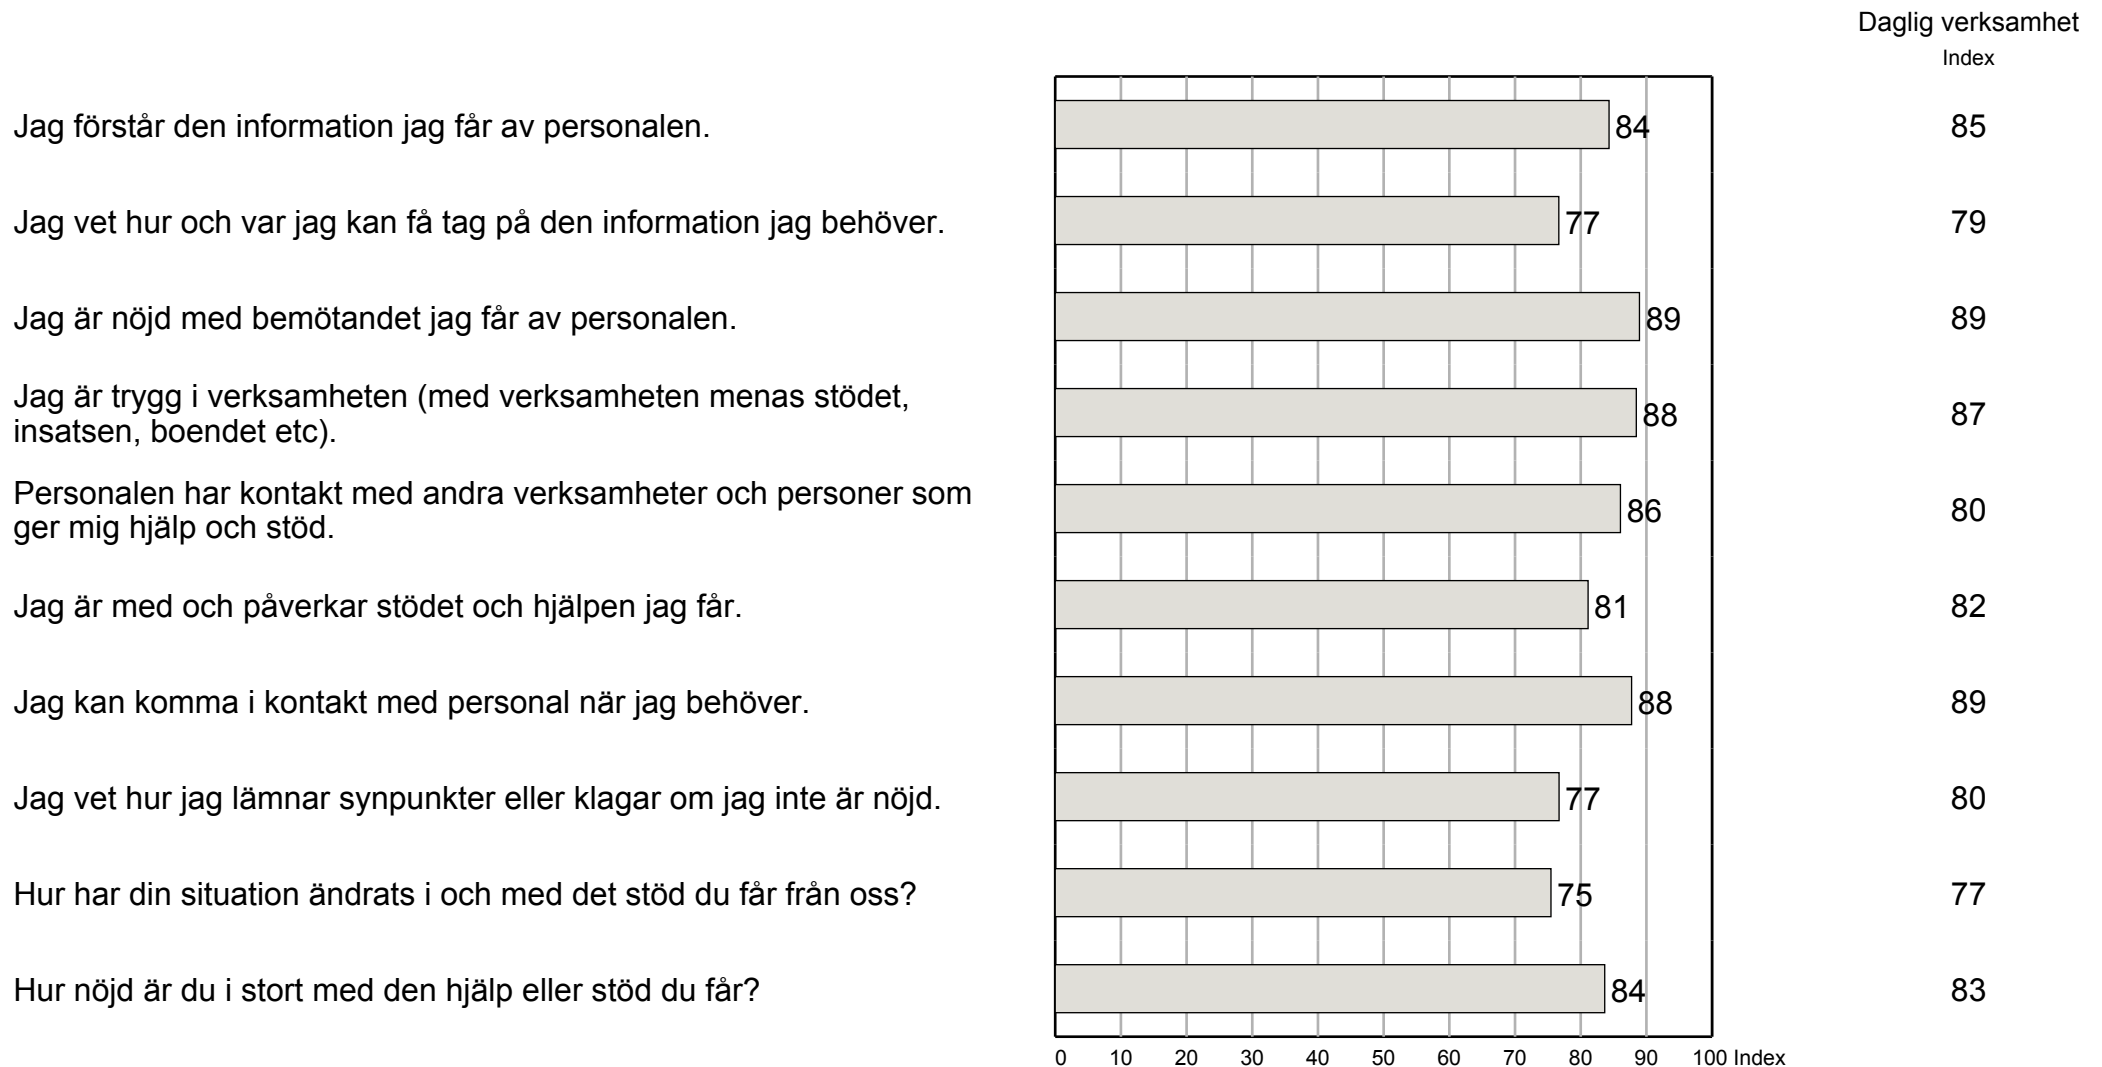 Daglig verksamhet
Index
Jag förstår den information jag får av personalen. 84 85
Jag vet hur och var jag kan få tag på den information jag behöver. 77 79
Jag är nöjd med bemötandet jag får av personalen. 89 89
Jag är trygg i verksamheten (med verksamheten menas stödet,
insatsen, boendet etc). 88 87
Personalen har kontakt med andra verksamheter och personer som
ger mig hjälp och stöd. 86 80
Jag är med och påverkar stödet och hjälpen jag får. 81 82
Jag kan komma i kontakt med personal när jag behöver. 88 89
Jag vet hur jag lämnar synpunkter eller klagar om jag inte är nöjd. 77 80
Hur har din situation ändrats i och med det stöd du får från oss? 75 77
Hur nöjd är du i stort med den hjälp eller stöd du får? 84 83
0 10 20 30 40 50 60 70 80 90 100 Index